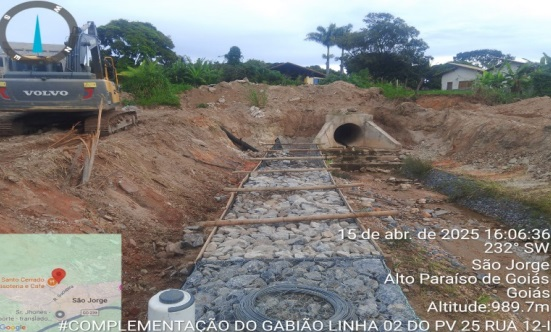 VOLVO
15 de abr. de 2025 16:06:36
232° SW
São Jorge
Alto Paraíso de Goiás
Goiás
Altitude:989.7m
São Jorge
#COMPLEMENTAÇÃO DO GABIÃO LINHA 02 DO PV 25 RUA 12